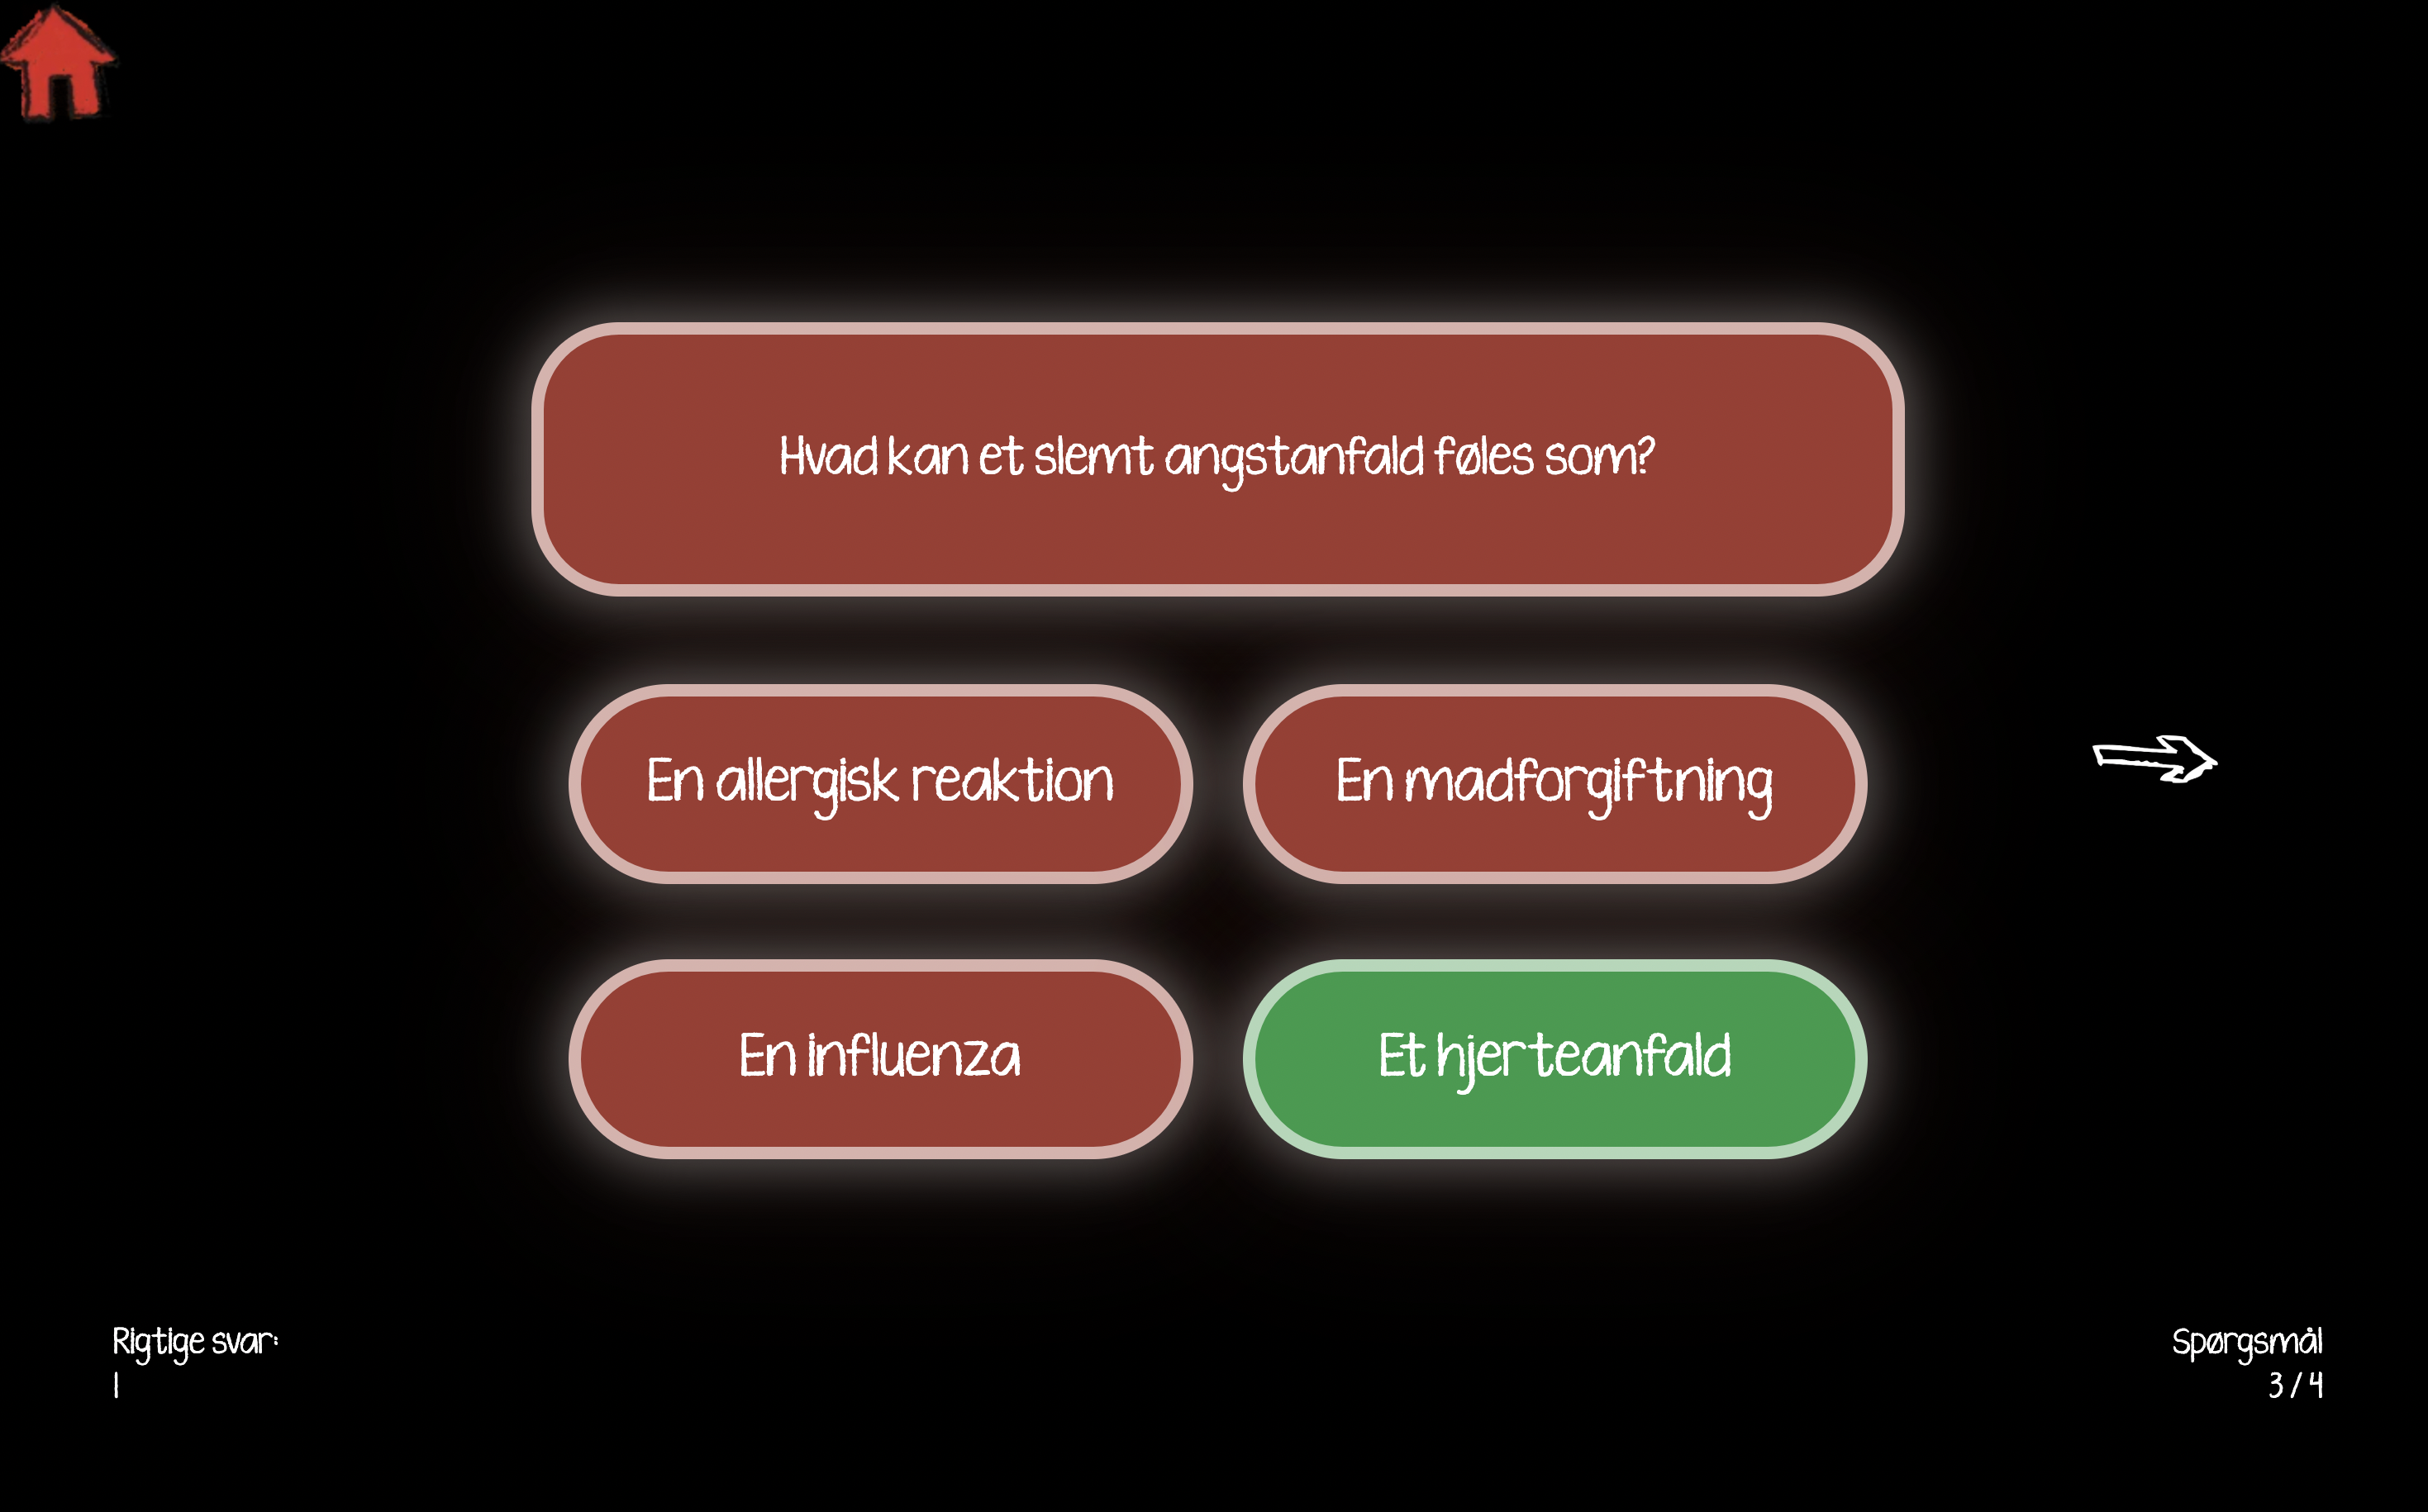 Hvad kan et slemt angstanfald føles som?
En allergisk reaktion
En madforgiftning
En influenza
Et hjerteanfald
Rigtige svar:
1
Spørgsmål
3 / 4